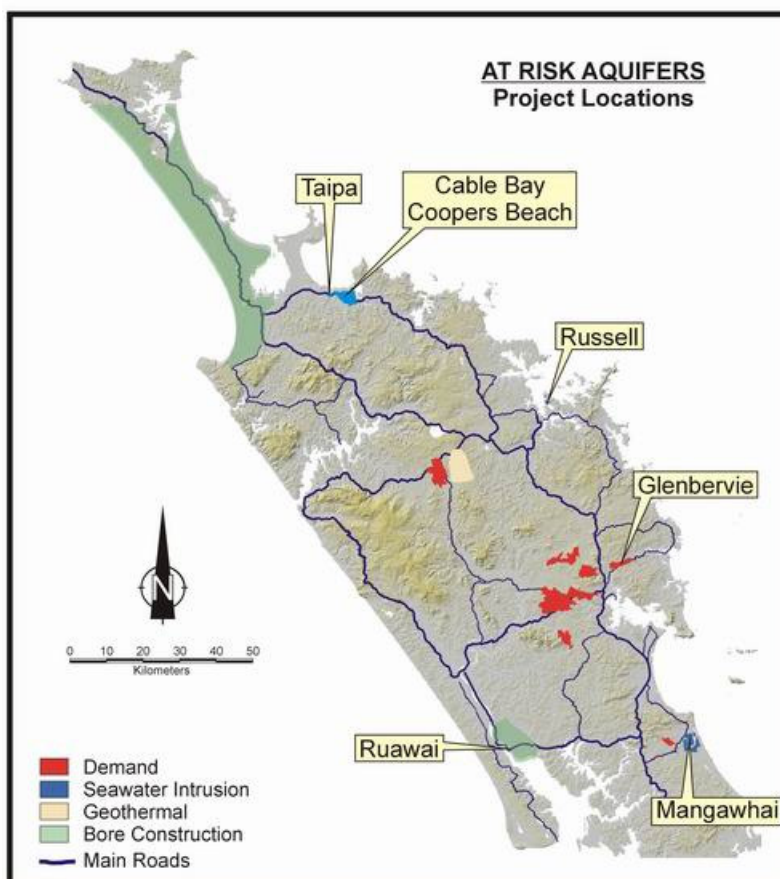 AT RISK AQUIFERS
Project Locations
Taipa
Cable Bay
Coopers Beach
Russell
Glenbervie
N
0 10 20 30 40 50
Kilometers
Ruawai
Mangawhai
Demand
Seawater Intrusion
Geothermal
Bore Construction
Main Roads